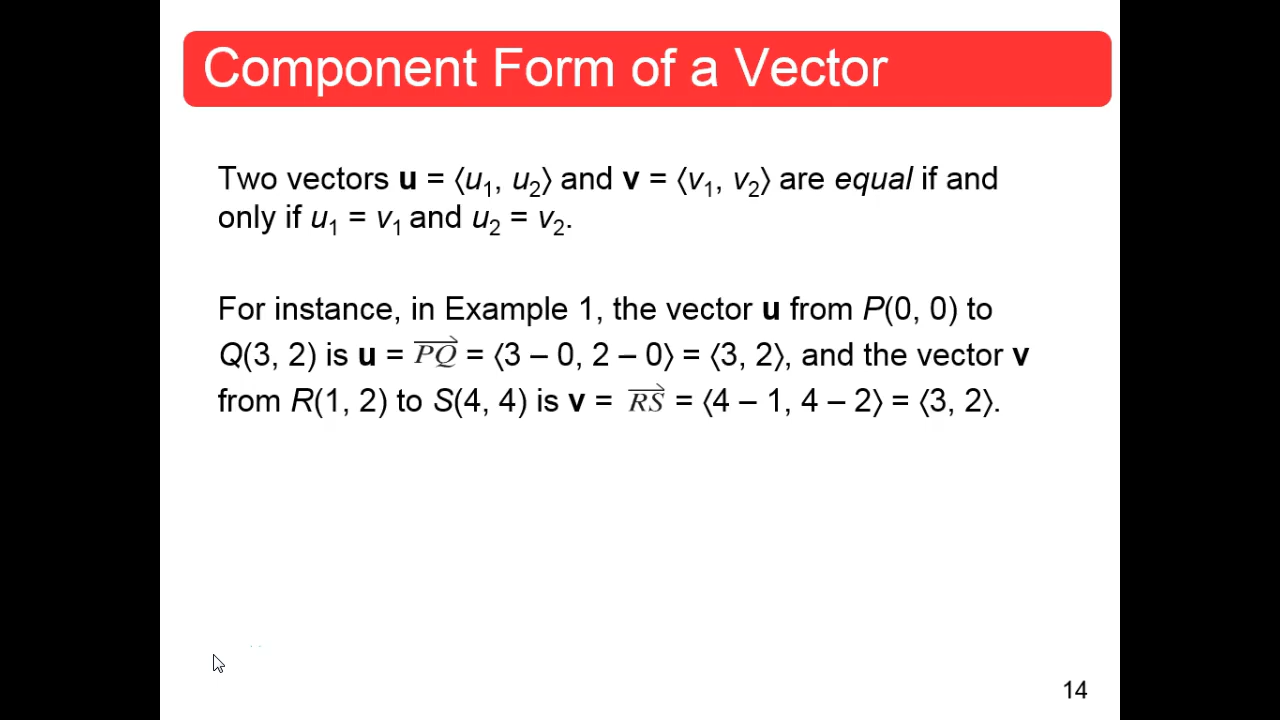 Component Form of a Vector
Two vectors u = ⟨u₁, u₂⟩ and v = ⟨v₁, v₂⟩ are equal if and
only if u₁ = v₁ and u₂ = v₂.
For instance, in Example 1, the vector u from P(0, 0) to
Q(3, 2) is u = \overrightarrow{PQ} = ⟨3 – 0, 2 – 0⟩ = ⟨3, 2⟩, and the vector v
from R(1, 2) to S(4, 4) is v = \overrightarrow{RS} = ⟨4 – 1, 4 – 2⟩ = ⟨3, 2⟩.
14